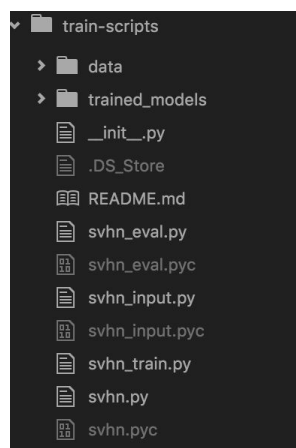 train-scripts
data
trained_models
__init__.py
.DS_Store
README.md
svhn_eval.py
svhn_eval.pyc
svhn_input.py
svhn_input.pyc
svhn_train.py
svhn.py
svhn.pyc